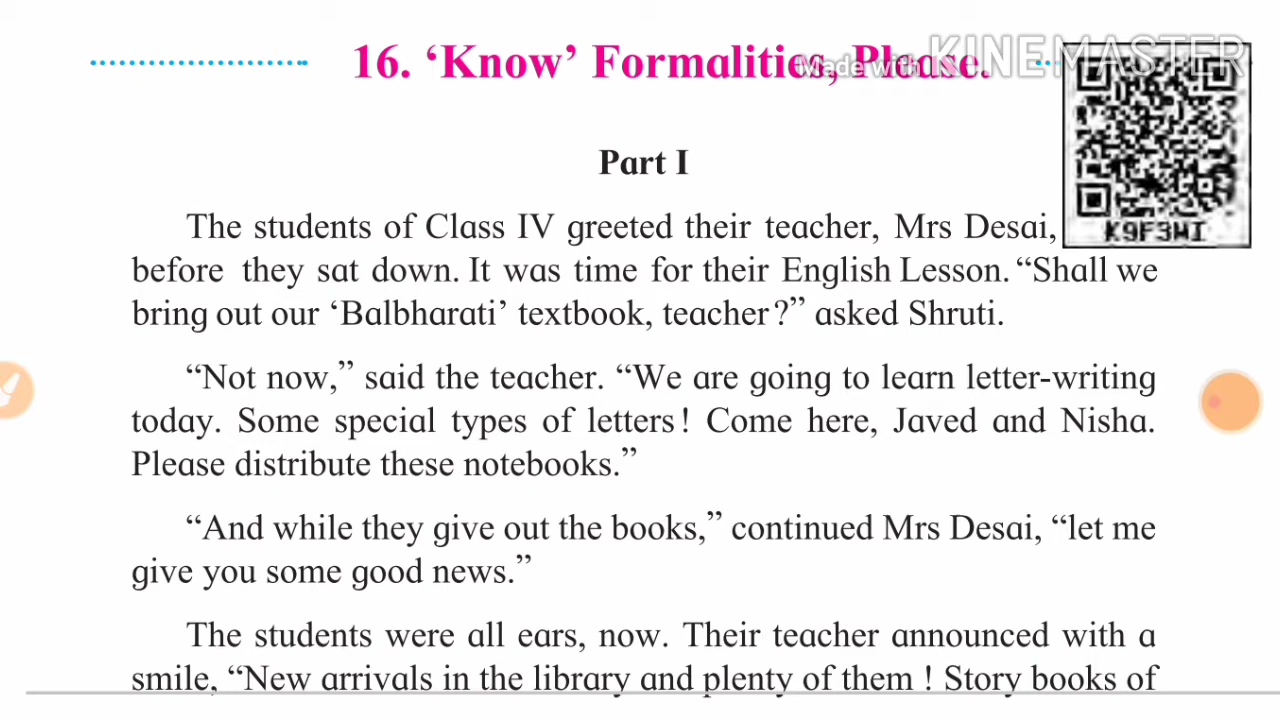 16. ‘Know’ Formalities, Please.
Made with KINEMASTER
K9F3WI
Part I
The students of Class IV greeted their teacher, Mrs Desai,
before they sat down. It was time for their English Lesson. “Shall we
bring out our ‘Balbharati’ textbook, teacher?” asked Shruti.
“Not now,” said the teacher. “We are going to learn letter-writing
today. Some special types of letters! Come here, Javed and Nisha.
Please distribute these notebooks.”
“And while they give out the books,” continued Mrs Desai, “let me
give you some good news.”
The students were all ears, now. Their teacher announced with a
smile, “New arrivals in the library and plenty of them ! Story books of